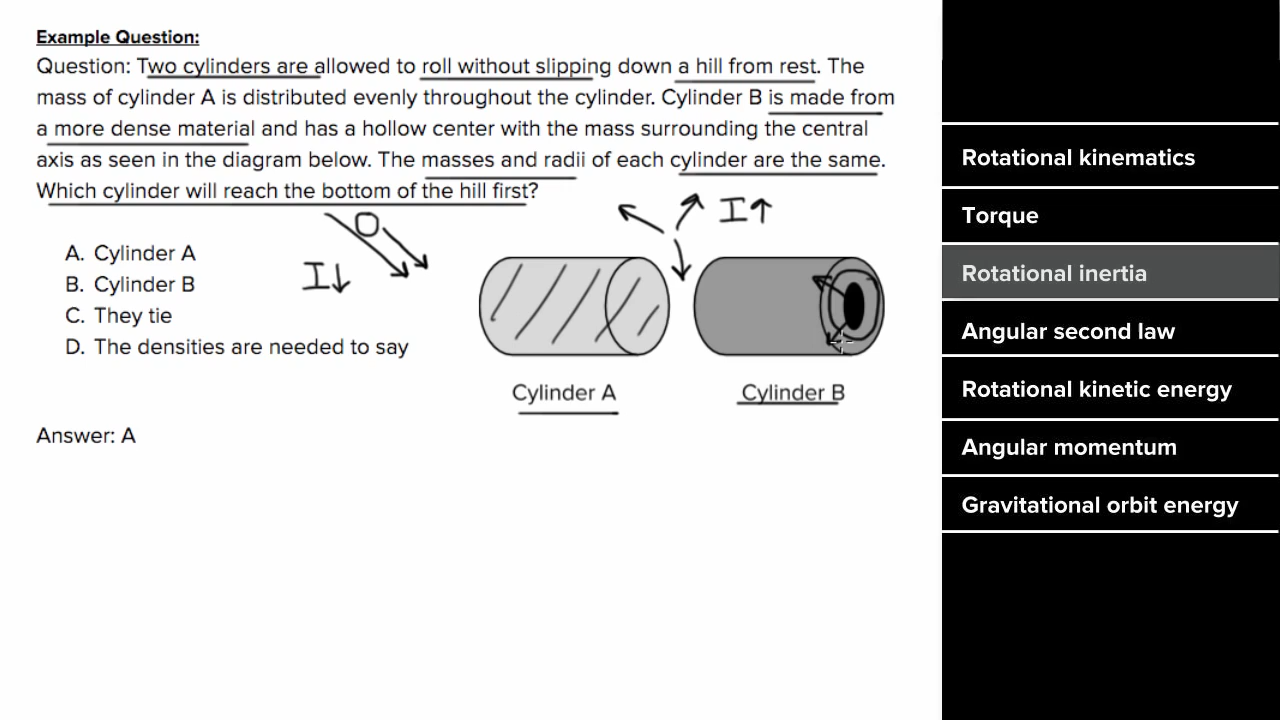 Example Question:
Question: Two cylinders are allowed to roll without slipping down a hill from rest. The
mass of cylinder A is distributed evenly throughout the cylinder. Cylinder B is made from
a more dense material and has a hollow center with the mass surrounding the central
axis as seen in the diagram below. The masses and radii of each cylinder are the same.
Which cylinder will reach the bottom of the hill first?
I↑
A. Cylinder A
B. Cylinder B
C. They tie
D. The densities are needed to say
I↓
Cylinder A
Cylinder B
Answer: A
Rotational kinematics
Torque
Rotational inertia
Angular second law
Rotational kinetic energy
Angular momentum
Gravitational orbit energy